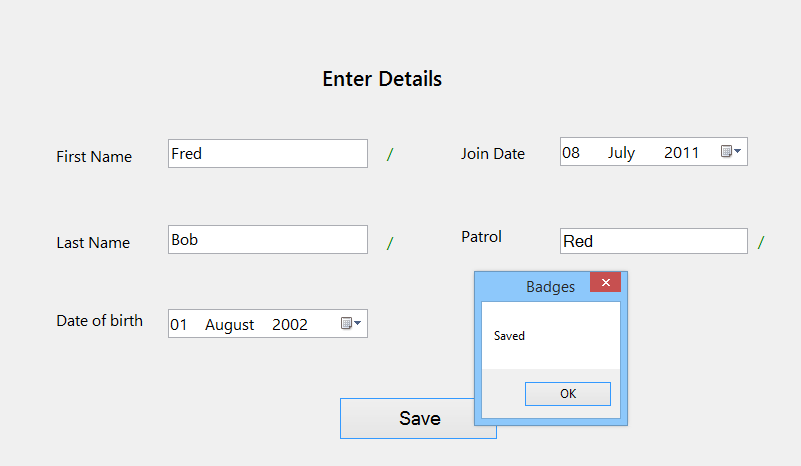 Enter Details
First Name Fred / Join Date 08 July 2011
Last Name Bob / Patrol Red /
Badges
Date of birth 01 August 2002
Saved
OK
Save